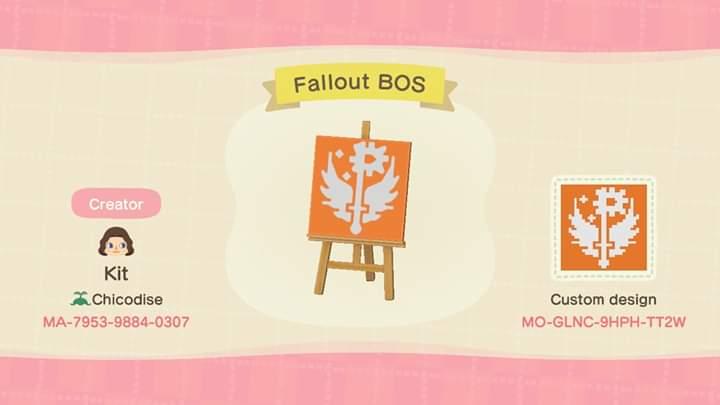 Fallout BOS
Creator
Kit
Chicodise
MA-7953-9884-0307
Custom design
MO-GLNC-9HPH-TT2W